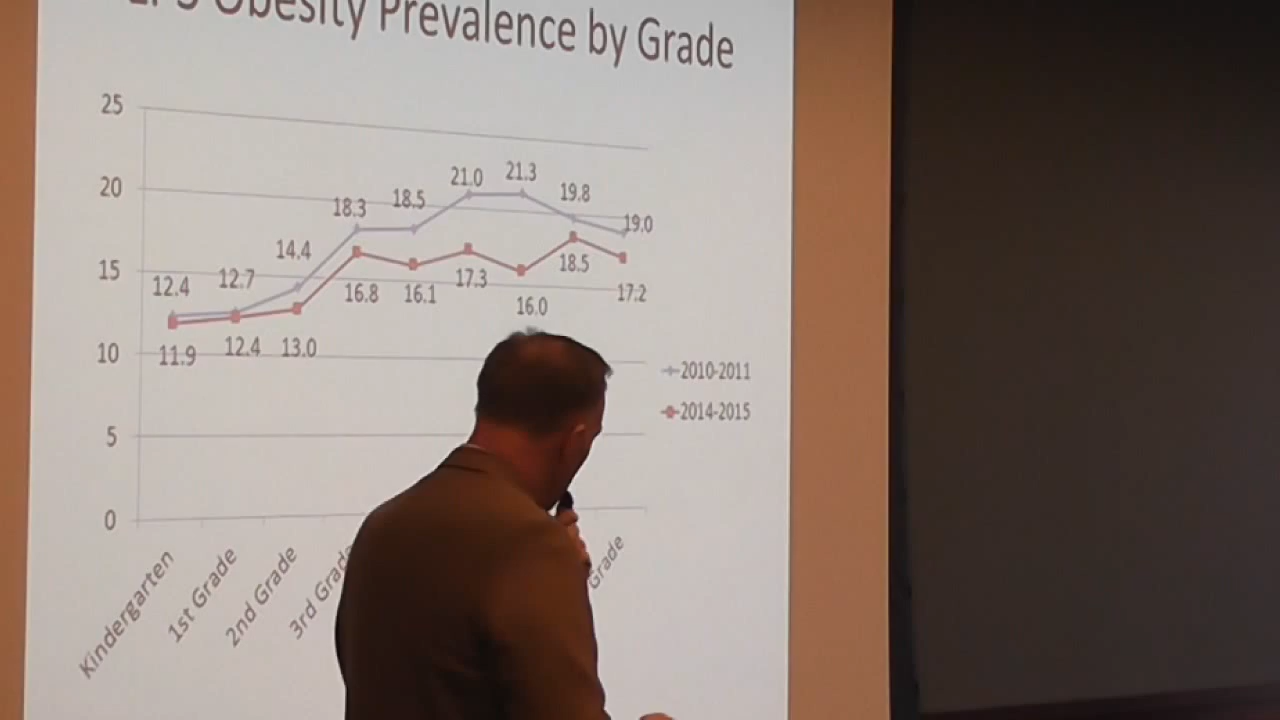 Obesity Prevalence by Grade
25
20
15
10
5
0
12.4 12.7 14.4 18.3 18.5 21.0 21.3 19.8 19.0
11.9 12.4 13.0 16.8 16.1 17.3 16.0 18.5 17.2
2010-2011
2014-2015
Kindergarten
1st Grade
2nd Grade
3rd Grade
Grade